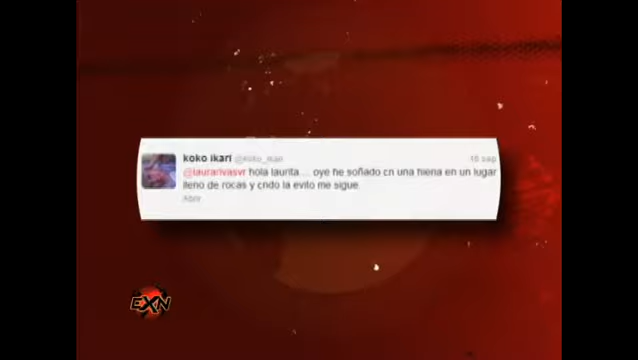 koko ikari @koko_ikari 16 sep
@laurarivasvr hola laurita.... oye he soñado cn una hiena en un lugar
lleno de rocas y cndo la evito me sigue.
Abrir
EXN